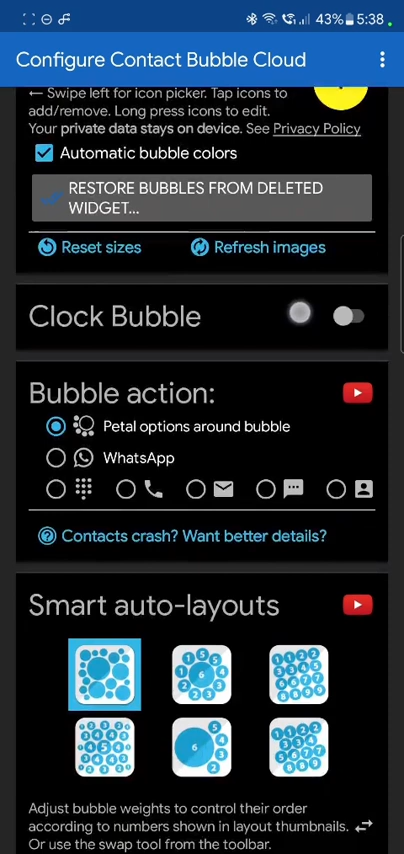 43% 5:38
Configure Contact Bubble Cloud
← Swipe left for icon picker. Tap icons to
add/remove. Long press icons to edit.
Your private data stays on device. See Privacy Policy
Automatic bubble colors
RESTORE BUBBLES FROM DELETED
WIDGET...
Reset sizes
Refresh images
Clock Bubble
Bubble action:
Petal options around bubble
WhatsApp
Contacts crash? Want better details?
Smart auto-layouts
Adjust bubble weights to control their order
according to numbers shown in layout thumbnails.
Or use the swap tool from the toolbar.